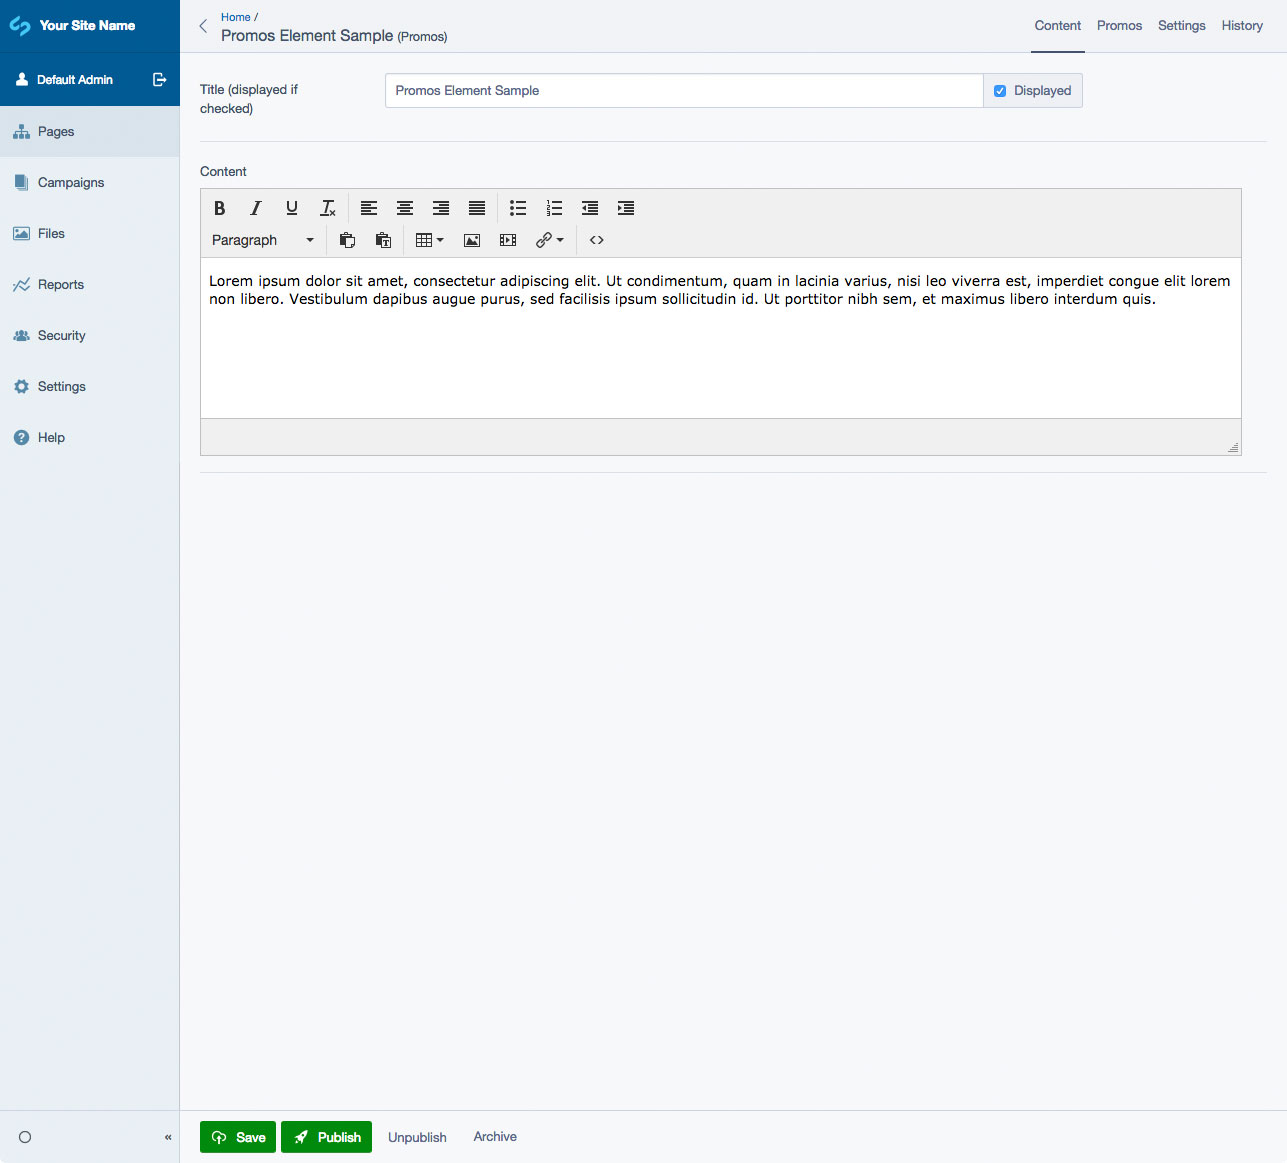 Your Site Name
Default Admin
Pages
Campaigns
Files
Reports
Security
Settings
Help
«
Home /
Promos Element Sample (Promos)
Content Promos Settings History
Title (displayed if
checked)
Promos Element Sample
Displayed
Content
B I U Tx
Paragraph
Lorem ipsum dolor sit amet, consectetur adipiscing elit. Ut condimentum, quam in lacinia varius, nisi leo viverra est, imperdiet congue elit lorem
non libero. Vestibulum dapibus augue purus, sed facilisis ipsum sollicitudin id. Ut porttitor nibh sem, et maximus libero interdum quis.
Save Publish Unpublish Archive